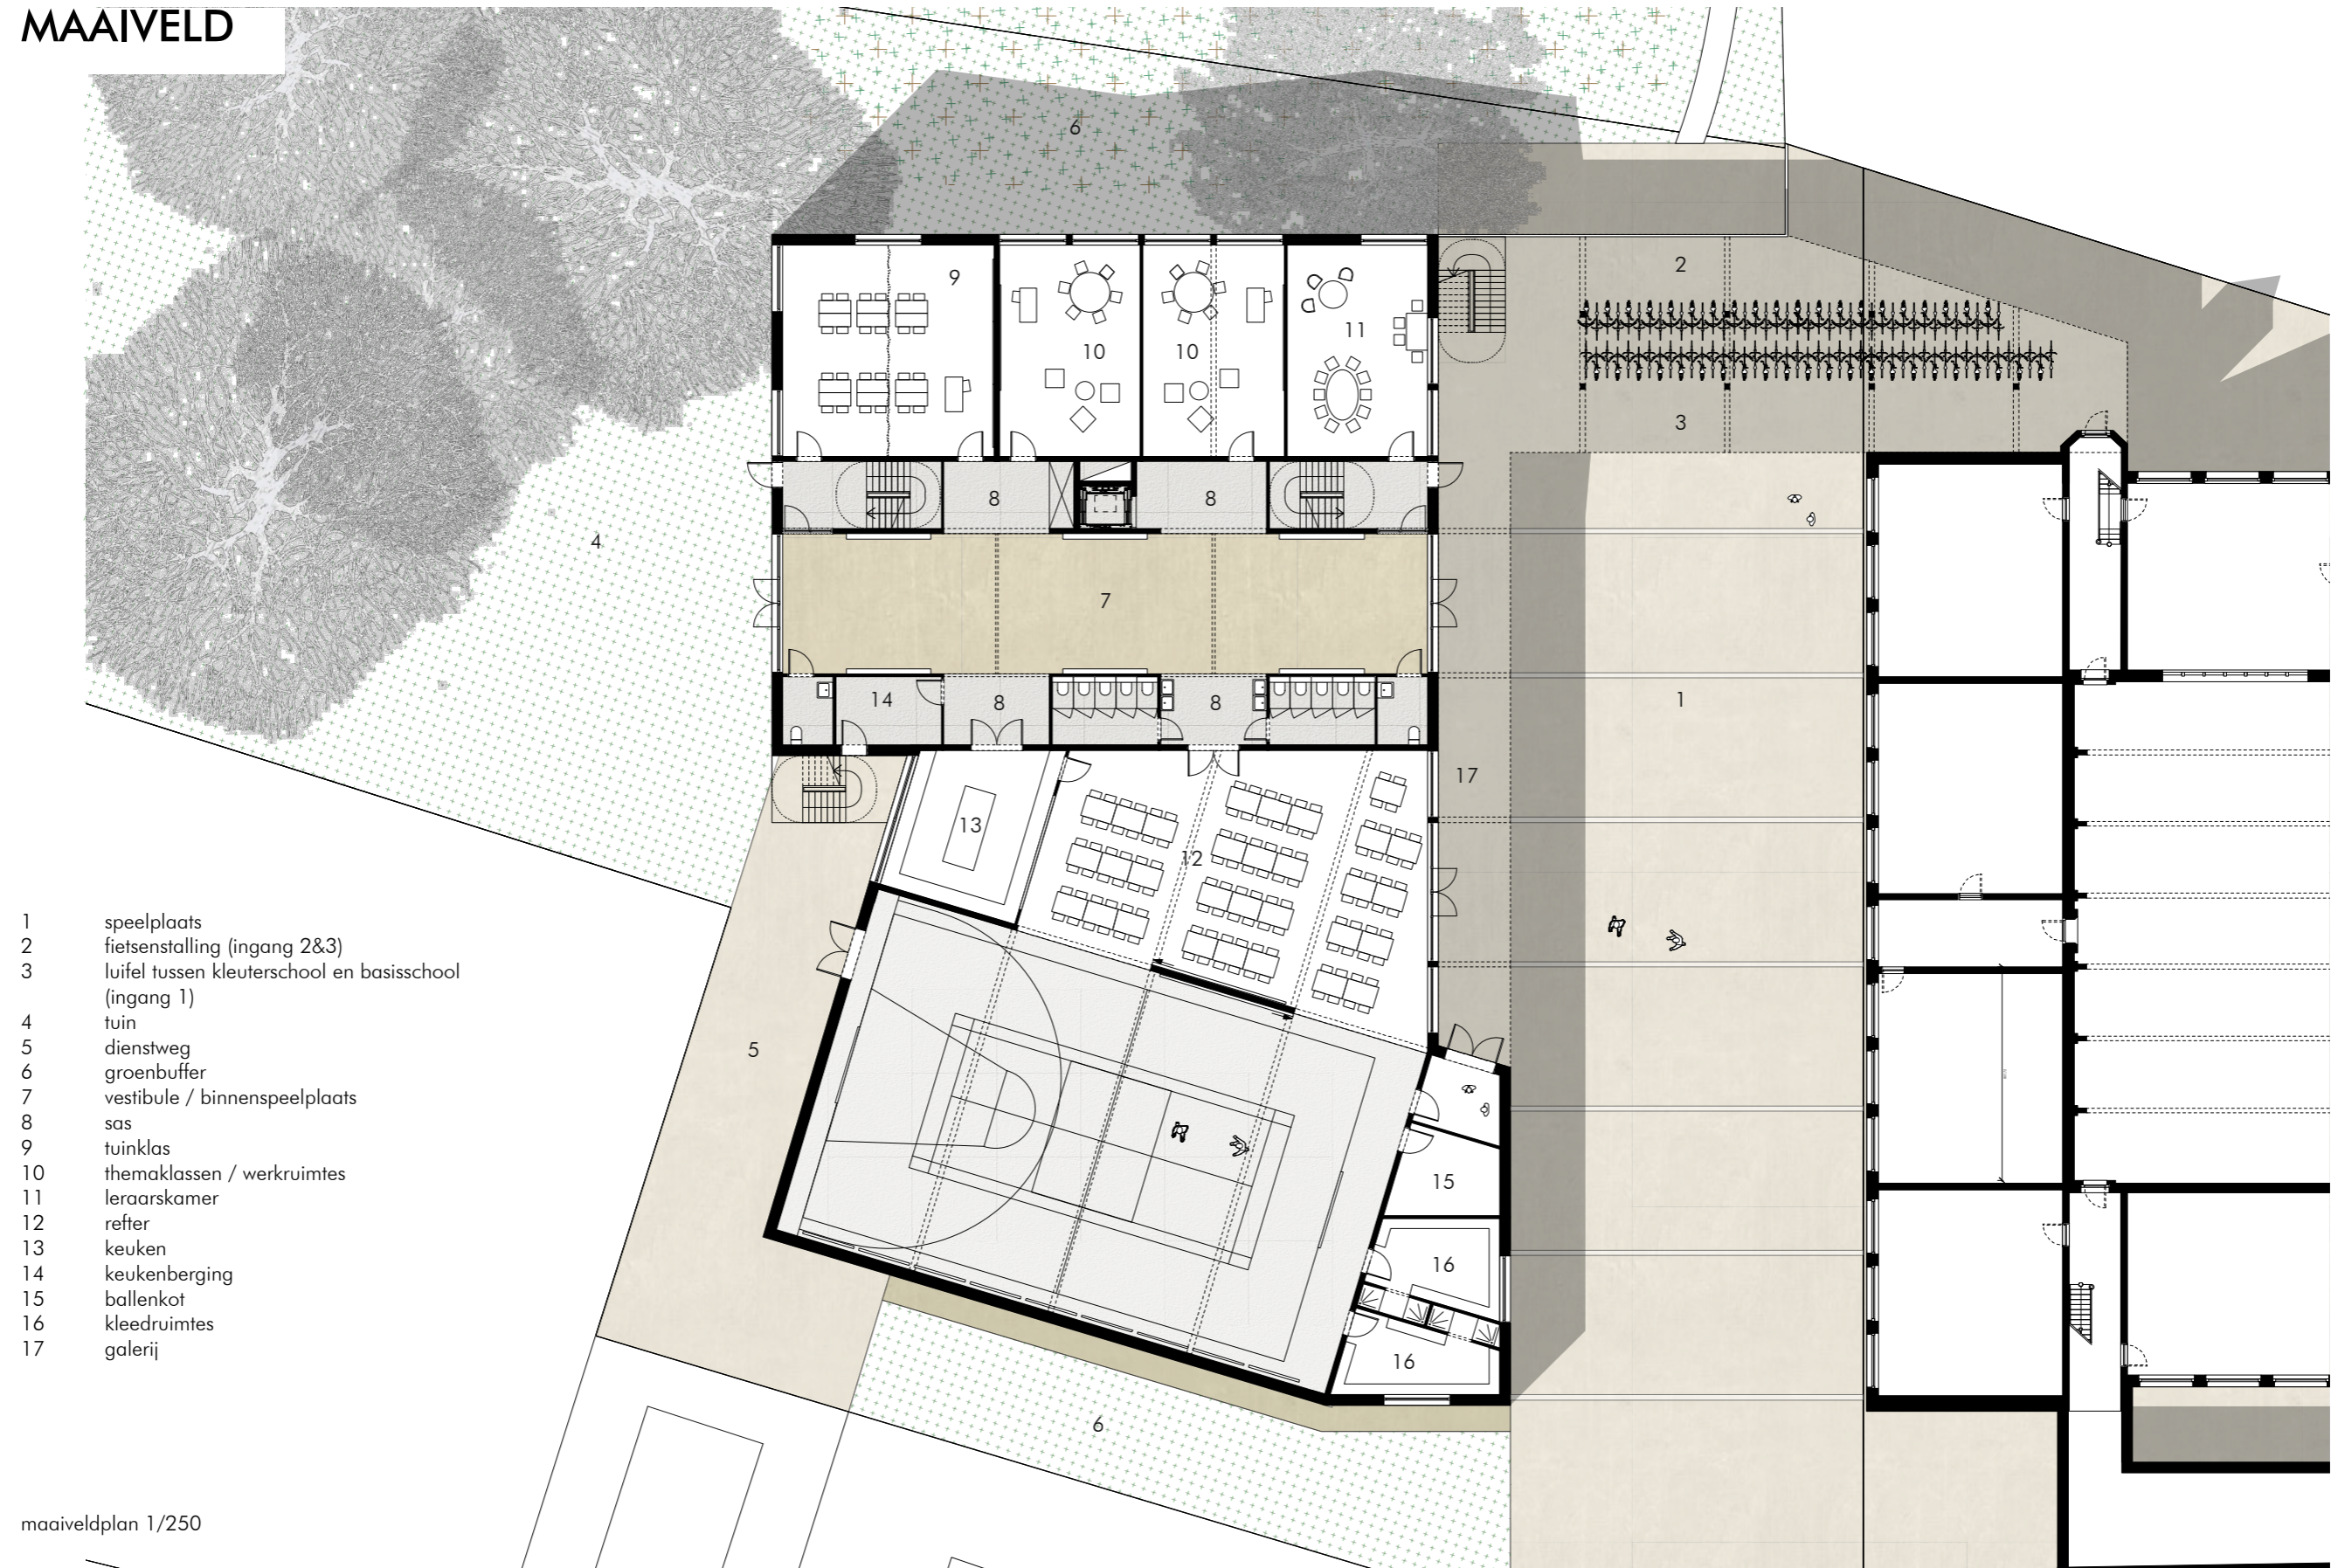 MAAIVELD
6
2
9
10
10
11
3
8
8
4
7
14
8
8
1
17
13
12
5
15
16
16
6
1 speelplaats
2 fietsenstalling (ingang 2&3)
3 luifel tussen kleuterschool en basisschool
(ingang 1)
4 tuin
5 dienstweg
6 groenbuffer
7 vestibule / binnenspeelplaats
8 sas
9 tuinklas
10 themaklassen / werkruimtes
11 leraarskamer
12 refter
13 keuken
14 keukenberging
15 ballenkot
16 kleedruimtes
17 galerij
maaiveldplan 1/250